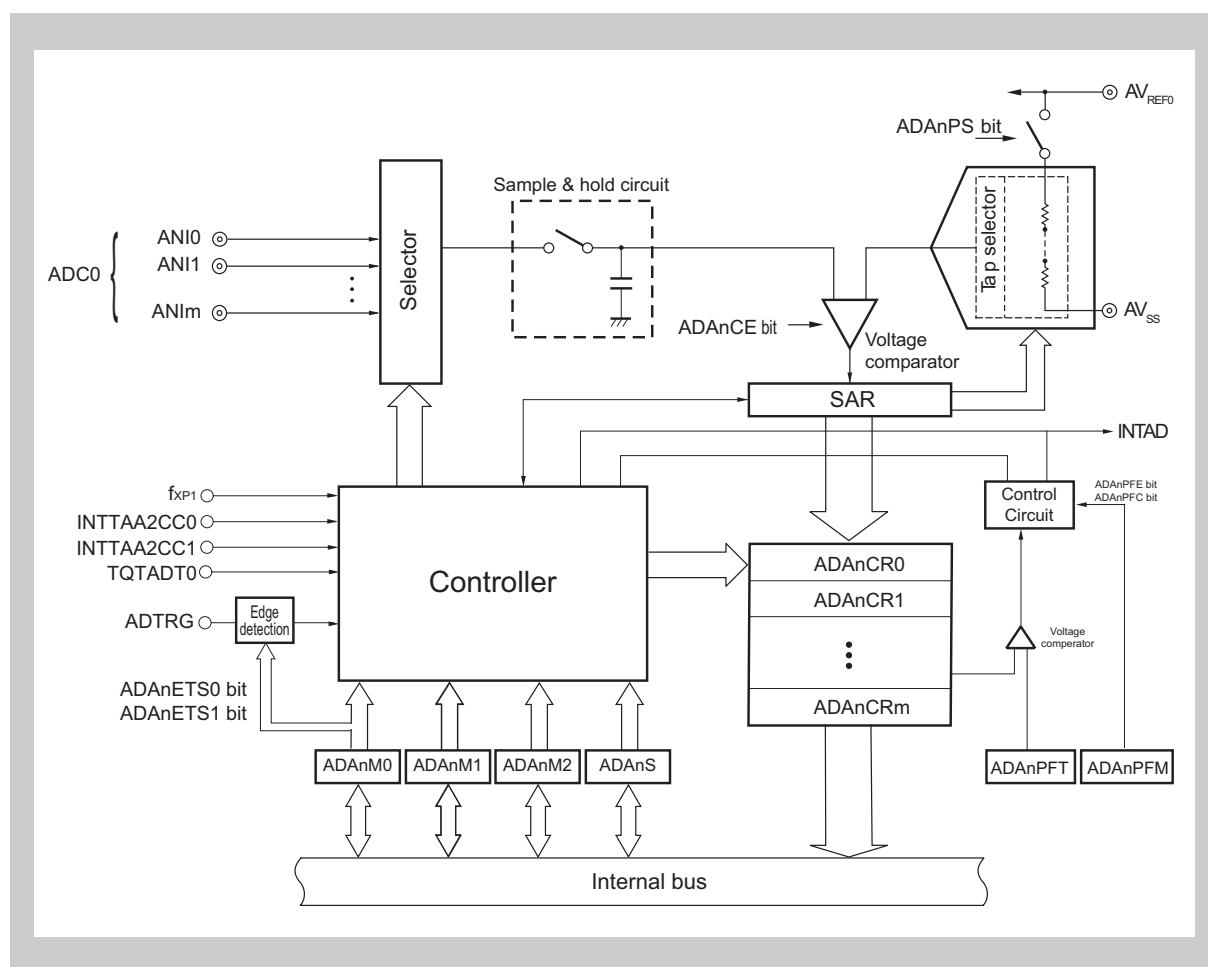 AVREF0
ADAnPS bit
Sample & hold circuit
Tap selector
Selector
ANI0
ANI1
ADC0
ANIm
AVSS
ADAnCE bit
Voltage
comparator
SAR
INTAD
fXP1
INTTAA2CC0
INTTAA2CC1
TQTADT0
ADTRG
Edge
detection
Controller
ADAnPFE bit
ADAnPFC bit
Control
Circuit
ADAnCR0
ADAnCR1
ADAnCRm
Voltage
comperator
ADAnETS0 bit
ADAnETS1 bit
ADAnM0
ADAnM1
ADAnM2
ADAnS
ADAnPFT
ADAnPFM
Internal bus